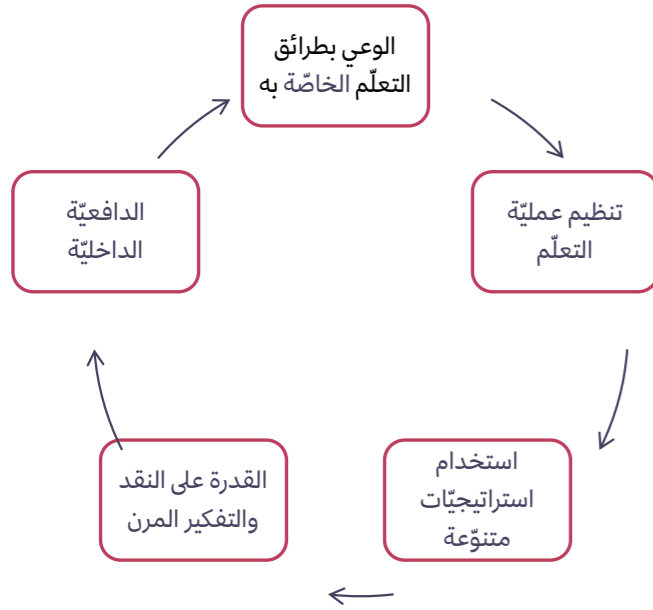 الوعي بطرائق
التعلّم الخاصّة به
تنظيم عمليّة
التعلّم
استخدام
استراتيجيّات
متنوّعة
القدرة على النقد
والتفكير المرن
الدافعيّة
الداخليّة